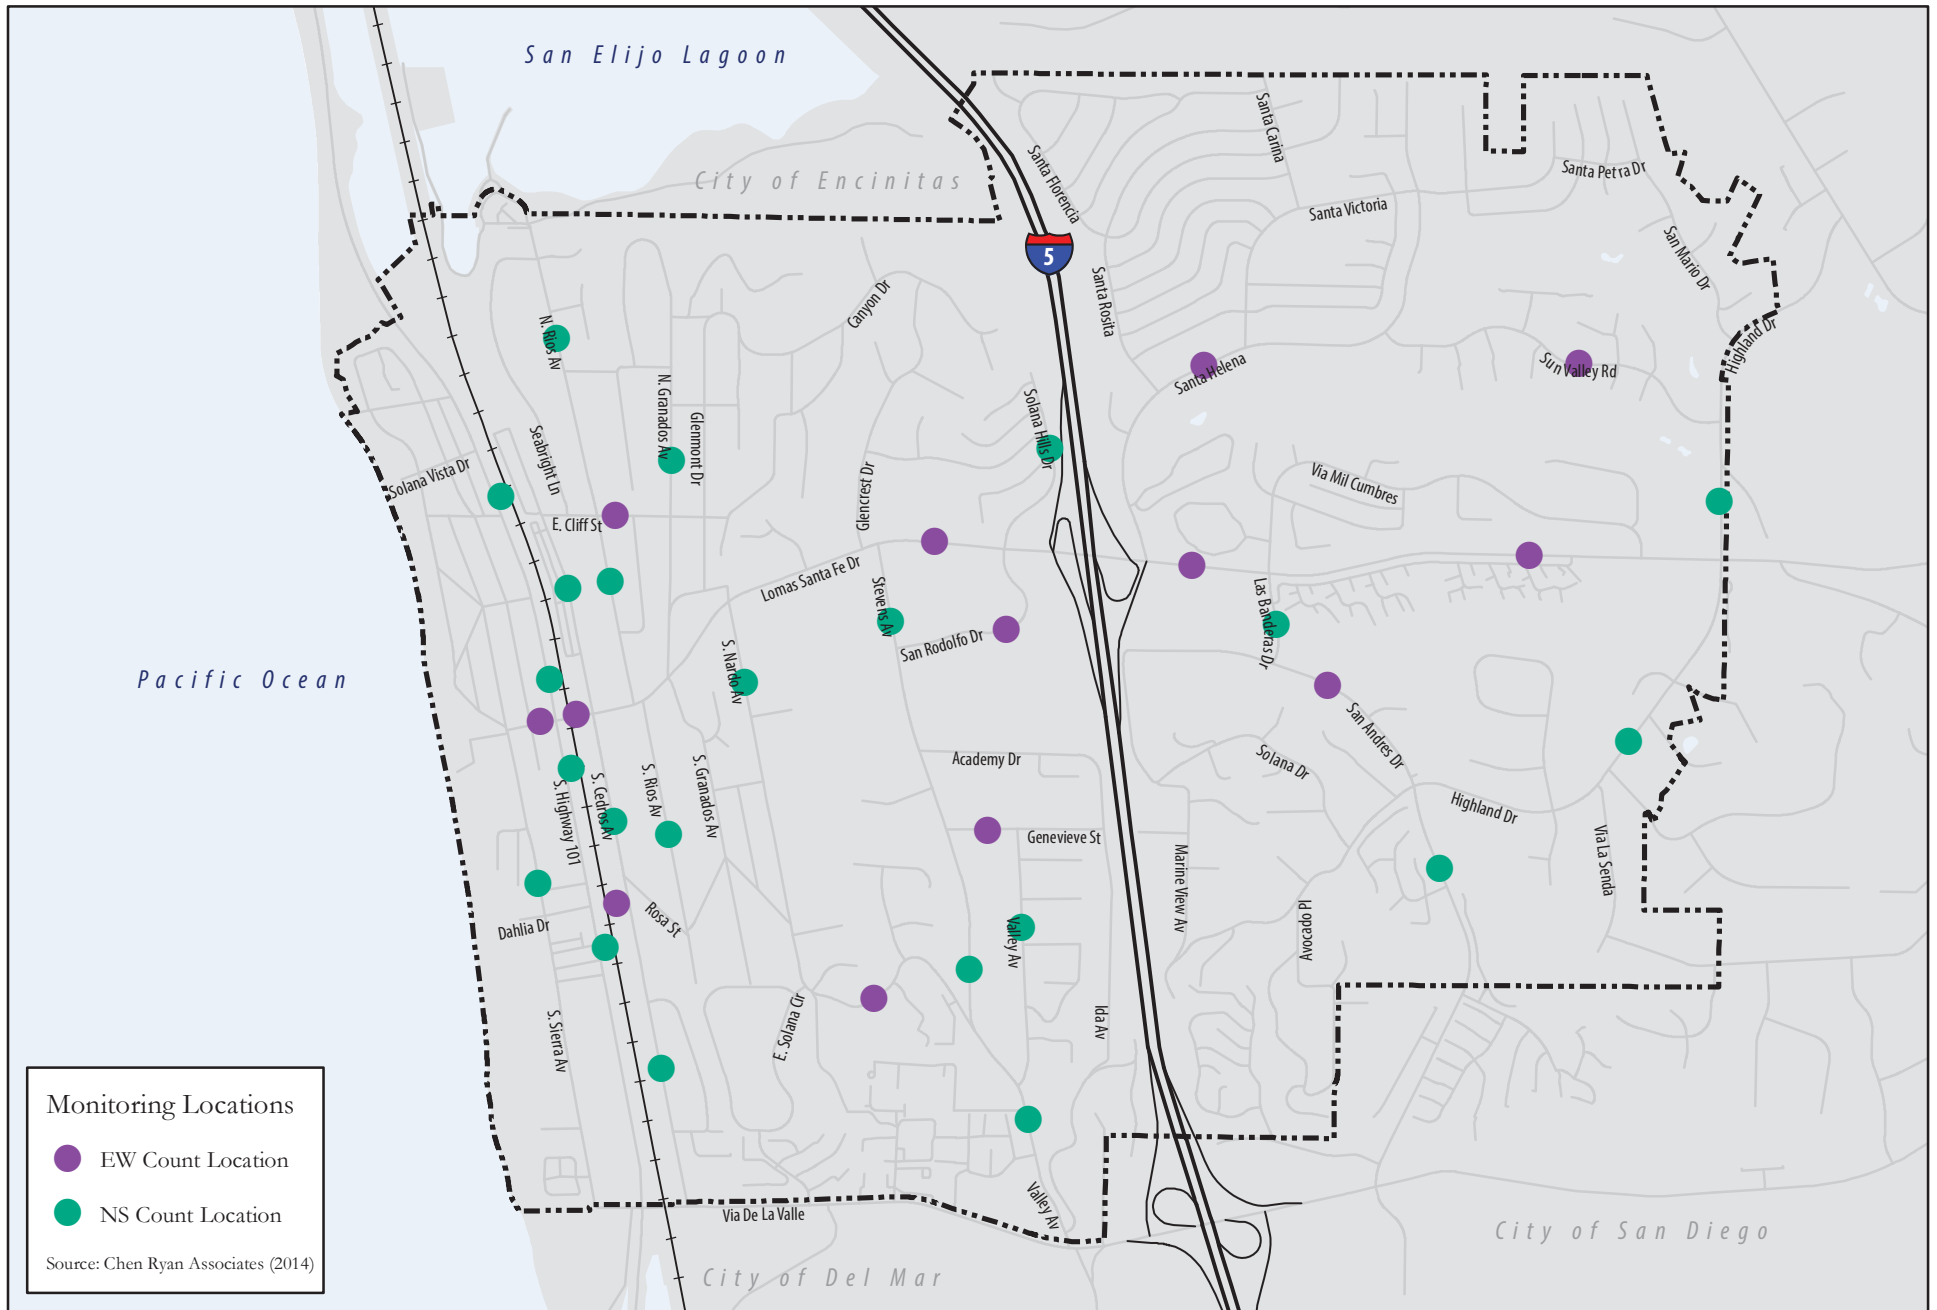 San Elijo Lagoon
City of Encinitas
Santa Florencia
Santa Carina
Santa Petra Dr
Santa Victoria
San Mario Dr
5
Santa Rosita
Canyon Dr
N. Rios Av
Highland Dr
Santa Helena
Sun Valley Rd
N. Granados Av
Glenmont Dr
Solana Hills Dr
Seabright Ln
Solana Vista Dr
Glencrest Dr
Via Mil Cumbres
E. Cliff St
Lomas Santa Fe Dr
Stevens Av
Las Banderas Dr
San Rodolfo Dr
S. Nardo Av
Pacific Ocean
San Andres Dr
Academy Dr
Solana Dr
S. Highway 101
S. Cedros Av
S. Rios Av
S. Granados Av
Highland Dr
Genevieve St
Marine View Av
Via La Senda
Dahlia Dr
Rosa St
Valley Av
Avocado Pl
S. Sierra Av
E. Solana Cir
Ida Av
Valley Av
Via De La Valle
City of San Diego
City of Del Mar
Monitoring Locations
EW Count Location
NS Count Location
Source: Chen Ryan Associates (2014)